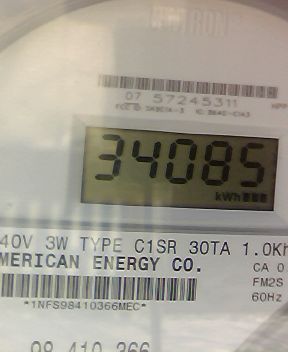 07 57245311
34085
kWh
40V 3W TYPE C1SR 30TA 1.0Kh
MERICAN ENERGY CO.
CA 0
FM2S
60Hz
*1NFS98410366MEC*
98 410 366